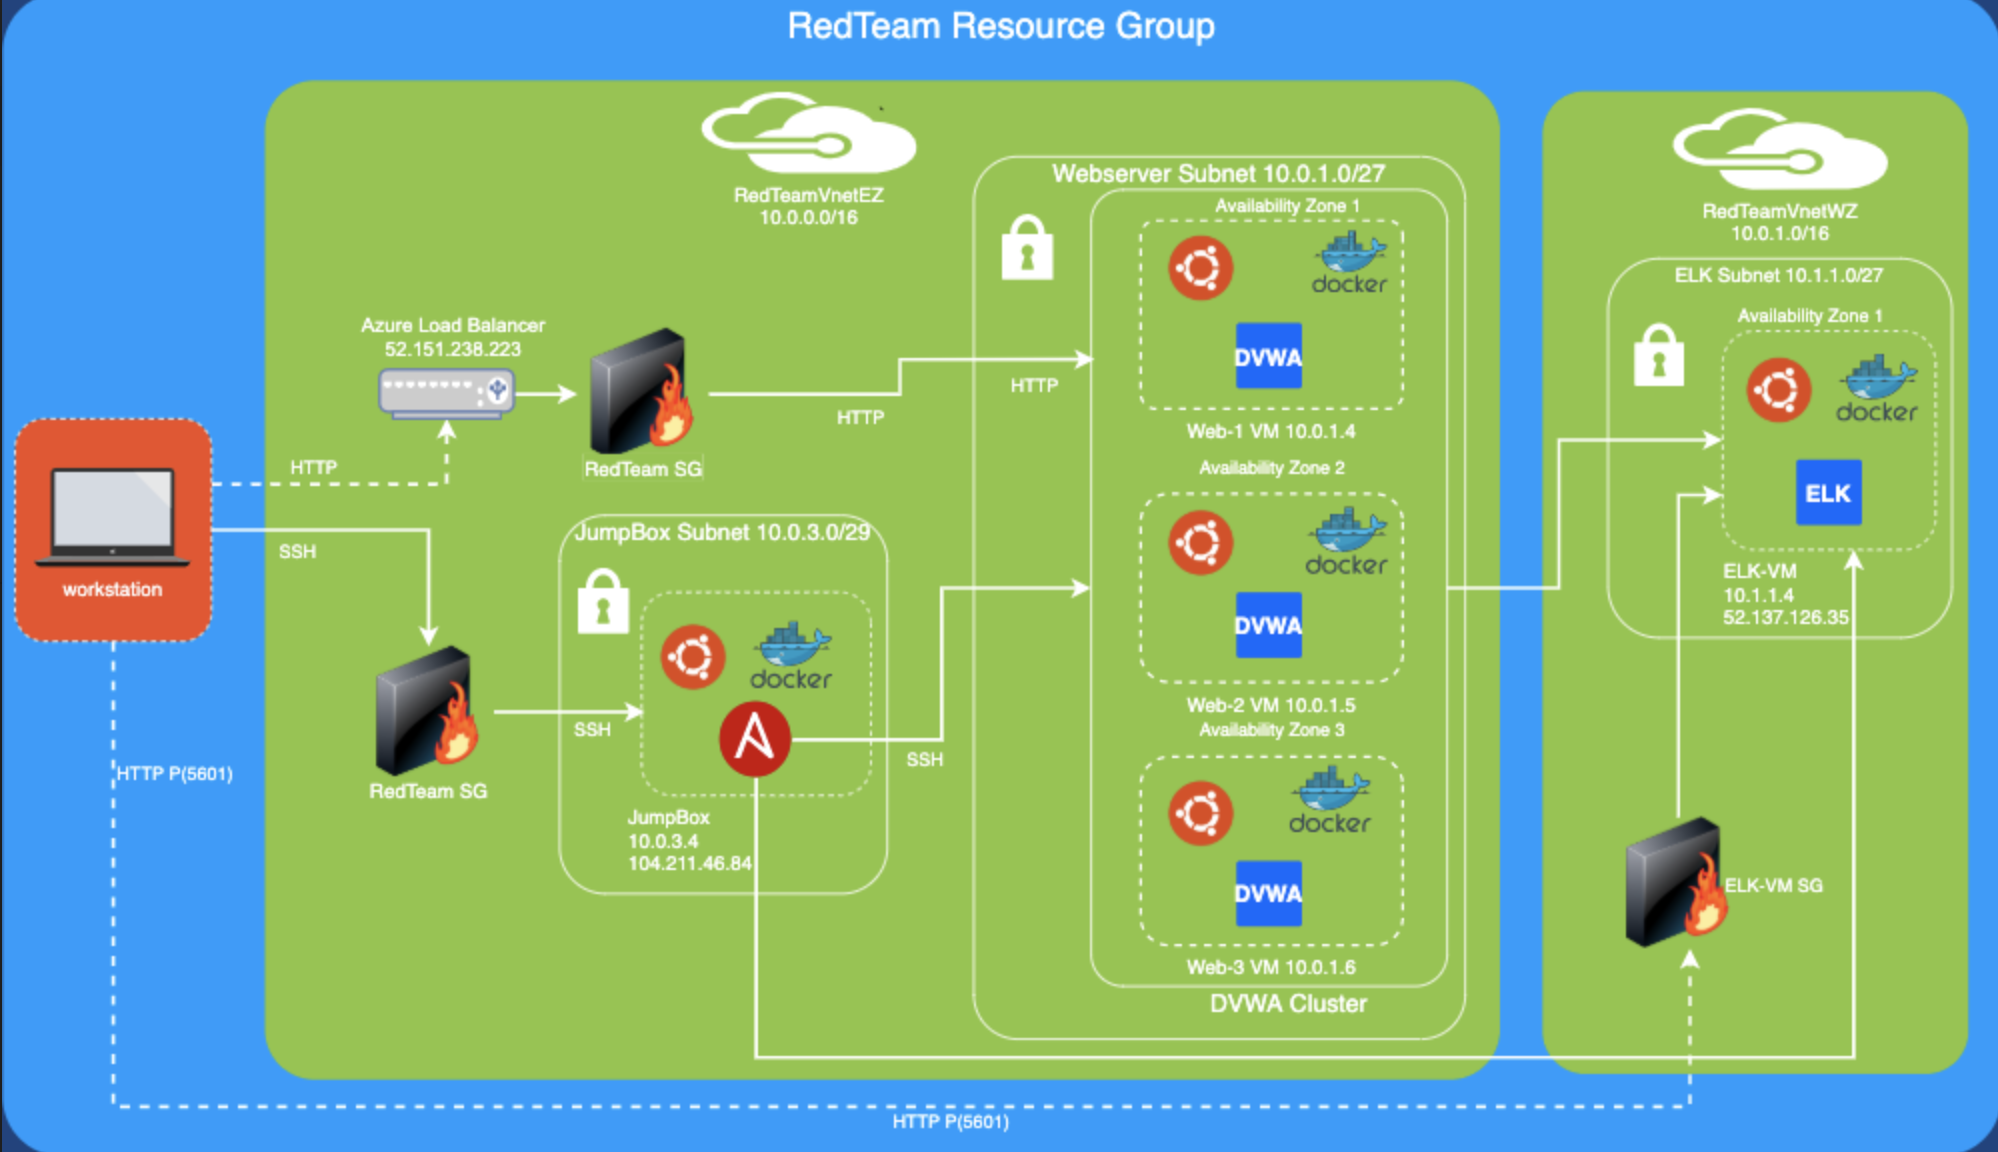 RedTeam Resource Group
RedTeamVnetEZ
10.0.0.0/16
Webserver Subnet 10.0.1.0/27
Availability Zone 1
docker
DVWA
Web-1 VM 10.0.1.4
Availability Zone 2
docker
DVWA
Web-2 VM 10.0.1.5
Availability Zone 3
docker
DVWA
Web-3 VM 10.0.1.6
DVWA Cluster
RedTeamVnetWZ
10.0.1.0/16
ELK Subnet 10.1.1.0/27
Availability Zone 1
docker
ELK
ELK-VM
10.1.1.4
52.137.126.35
ELK-VM SG
Azure Load Balancer
52.151.238.223
RedTeam SG
HTTP
HTTP
HTTP
workstation
SSH
RedTeam SG
SSH
JumpBox Subnet 10.0.3.0/29
docker
JumpBox
10.0.3.4
104.211.46.84
SSH
HTTP P(5601)
HTTP P(5601)